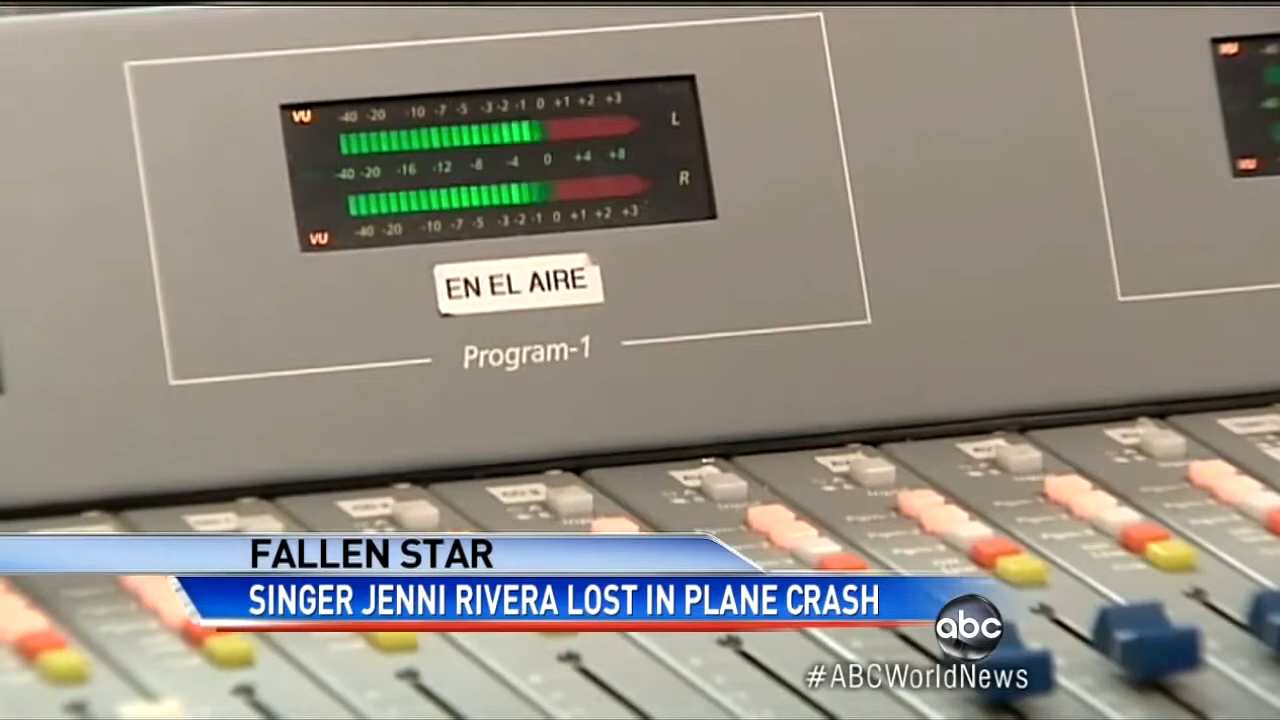 VU -40 -20 -10 -7 -5 -3 -2 -1 0 +1 +2 +3
L
-40 -20 -16 -12 -8 -4 0 +4 +8
R
VU -40 -20 -10 -7 -5 -3 -2 -1 0 +1 +2 +3
VU
VU
EN EL AIRE
Program-1
FALLEN STAR
SINGER JENNI RIVERA LOST IN PLANE CRASH
abc
#ABCWorldNews